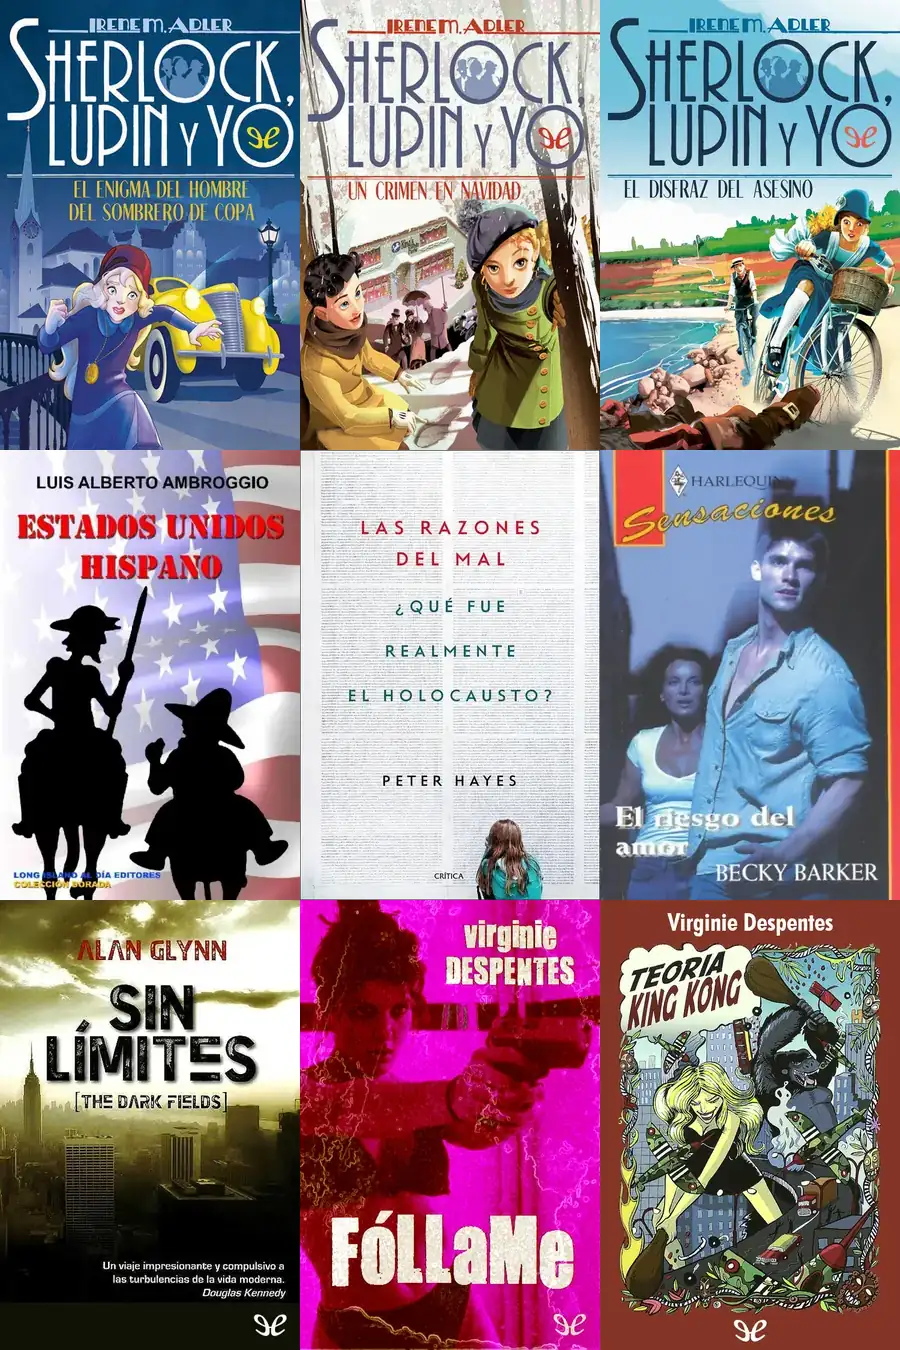 IRENE M. ADLER
SHERLOCK,
LUPIN Y YO
EL ENIGMA DEL HOMBRE
DEL SOMBRERO DE COPA
IRENE M. ADLER
SHERLOCK,
LUPIN Y YO
UN CRIMEN EN NAVIDAD
IRENE M. ADLER
SHERLOCK,
LUPIN Y YO
EL DISFRAZ DEL ASESINO
LUIS ALBERTO AMBROGGIO
ESTADOS UNIDOS
HISPANO
LONG ISLAND AL DÍA EDITORES
COLECCIÓN DORADA
LAS RAZONES
DEL MAL
¿QUÉ FUE
REALMENTE
EL HOLOCAUSTO?
PETER HAYES
CRÍTICA
HARLEQUIN
Sensaciones
El riesgo del
amor
BECKY BARKER
ALAN GLYNN
SIN
LÍMITES
[THE DARK FIELDS]
Un viaje impresionante y compulsivo a
las turbulencias de la vida moderna.
Douglas Kennedy
virginie
DESPENTES
FóLLaMe
Virginie Despentes
TEORIA
KING KONG